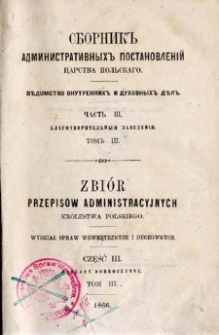 СБОРНИКЪ
АДМИНИСТРАТИВНЫХЪ ПОСТАНОВЛЕНІЙ
ЦАРСТВА ПОЛЬСКАГО.
ВѢДОМСТВО ВНУТРЕННИХЪ И ДУХОВНЫХЪ ДѢЛЪ.
ЧАСТЬ III.
БЛАГОТВОРИТЕЛЬНЫЯ ЗАВЕДЕНІЯ.
ТОМЪ III.
ZBIÓR
PRZEPISÓW ADMINISTRACYJNYCH
KRÓLESTWA POLSKIEGO.
WYDZIAŁ SPRAW WEWNĘTRZNYCH I DUCHOWNYCH.
CZĘŚĆ III.
DOBROCZYNNE.
TOM III.
1866.